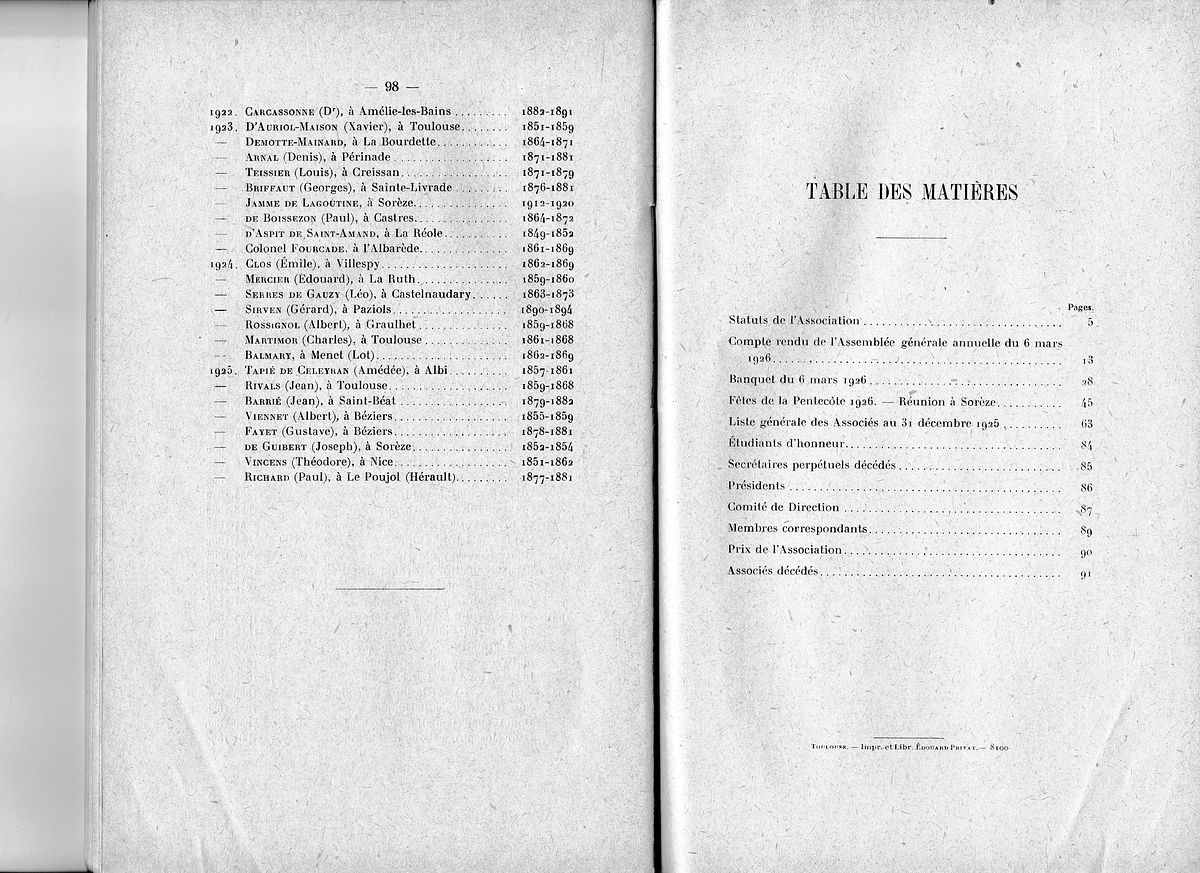 — 98 —
1922. Carcassonne (Dr), à Amélie-les-Bains ......... 1882-1891
1923. D'Auriol-Maison (Xavier), à Toulouse........ 1851-1859
— Demotte-Mainard, à La Bourdette............ 1864-1871
— Arnal (Denis), à Périnade................... 1871-1881
— Teissier (Louis), à Creissan.................. 1871-1879
— Briffaut (Georges), à Sainte-Livrade ......... 1876-1881
— Jamme de Lagoutine, à Sorèze............... 1912-1920
— de Boissezon (Paul), à Castres............... 1864-1872
— d'Aspit de Saint-Amand, à La Réole........... 1849-1852
— Colonel Fourcade. à l'Albarède.............. 1861-1869
1924. Clos (Émile), à Villespy..................... 1862-1869
— Mercier (Edouard), à La Ruth............... 1859-1860
— Serres de Gauzy (Léo), à Castelnaudary...... 1863-1873
— Sirven (Gérard), à Paziols................... 1890-1894
— Rossignol (Albert), à Graulhet............... 1859-1868
— Martimor (Charles), à Toulouse.............. 1861-1868
— Balmary, à Menet (Lot)...................... 1862-1869
1925. Tapié de Celeyran (Amédée), à Albi.......... 1857-1861
— Rivals (Jean), à Toulouse.................... 1859-1868
— Barrié (Jean), à Saint-Béat .................. 1879-1882
— Viennet (Albert), à Béziers................... 1855-1859
— Fayet (Gustave), à Béziers................... 1878-1881
— de Guibert (Joseph), à Sorèze................ 1852-1854
— Vincens (Théodore), à Nice................... 1851-1862
— Richard (Paul), à Le Poujol (Hérault)......... 1877-1881
TABLE DES MATIÈRES
Pages.
Statuts de l'Association ................................ 5
Compte rendu de l'Assemblée générale annuelle du 6 mars
1926............................................... 13
Banquet du 6 mars 1926............................... 28
Fêtes de la Pentecôte 1926. — Réunion à Sorèze........... 45
Liste générale des Associés au 31 décembre 1925 .......... 63
Étudiants d'honneur................................... 84
Secrétaires perpétuels décédés........................... 85
Présidents ............................................ 86
Comité de Direction .................................... 87
Membres correspondants................................ 89
Prix de l'Association.................................... 90
Associés décédés........................................ 91
Toulouse. — Impr. et Libr. Édouard Privat. — 8100